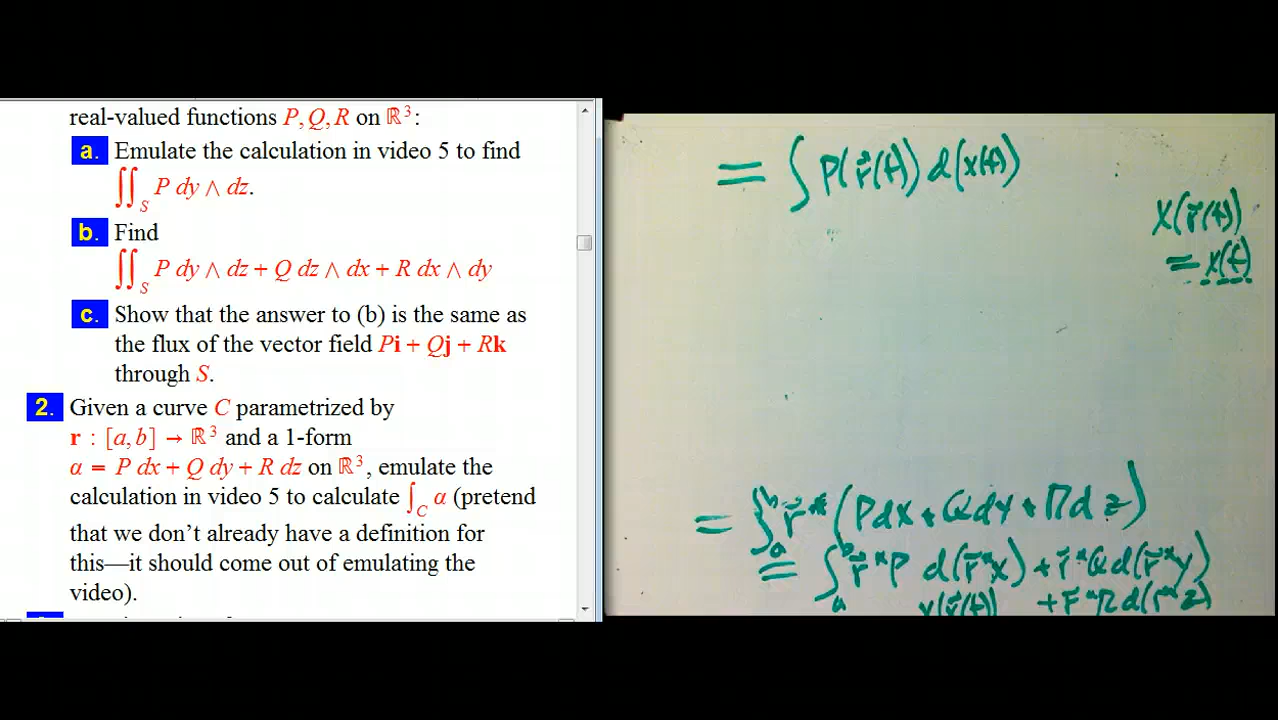 real-valued functions P, Q, R on ℝ³:
a. Emulate the calculation in video 5 to find
∬_S P dy ∧ dz.
b. Find
∬_S P dy ∧ dz + Q dz ∧ dx + R dx ∧ dy
c. Show that the answer to (b) is the same as
the flux of the vector field Pi + Qj + Rk
through S.
2. Given a curve C parametrized by
r : [a, b] → ℝ³ and a 1-form
α = P dx + Q dy + R dz on ℝ³, emulate the
calculation in video 5 to calculate ∫_C α (pretend
that we don’t already have a definition for
this—it should come out of emulating the
video).
= ∫ P(r⃗(t)) d(x(t))
x(r⃗(t))
= x(t)
= ∫_a^b r⃗*(Pdx + Qdy + Rdz)
= ∫_a^b r⃗*P d(r⃗*x) + r⃗*Q d(r⃗*y)
x(r⃗(t)) + r⃗*R d(r⃗*z)